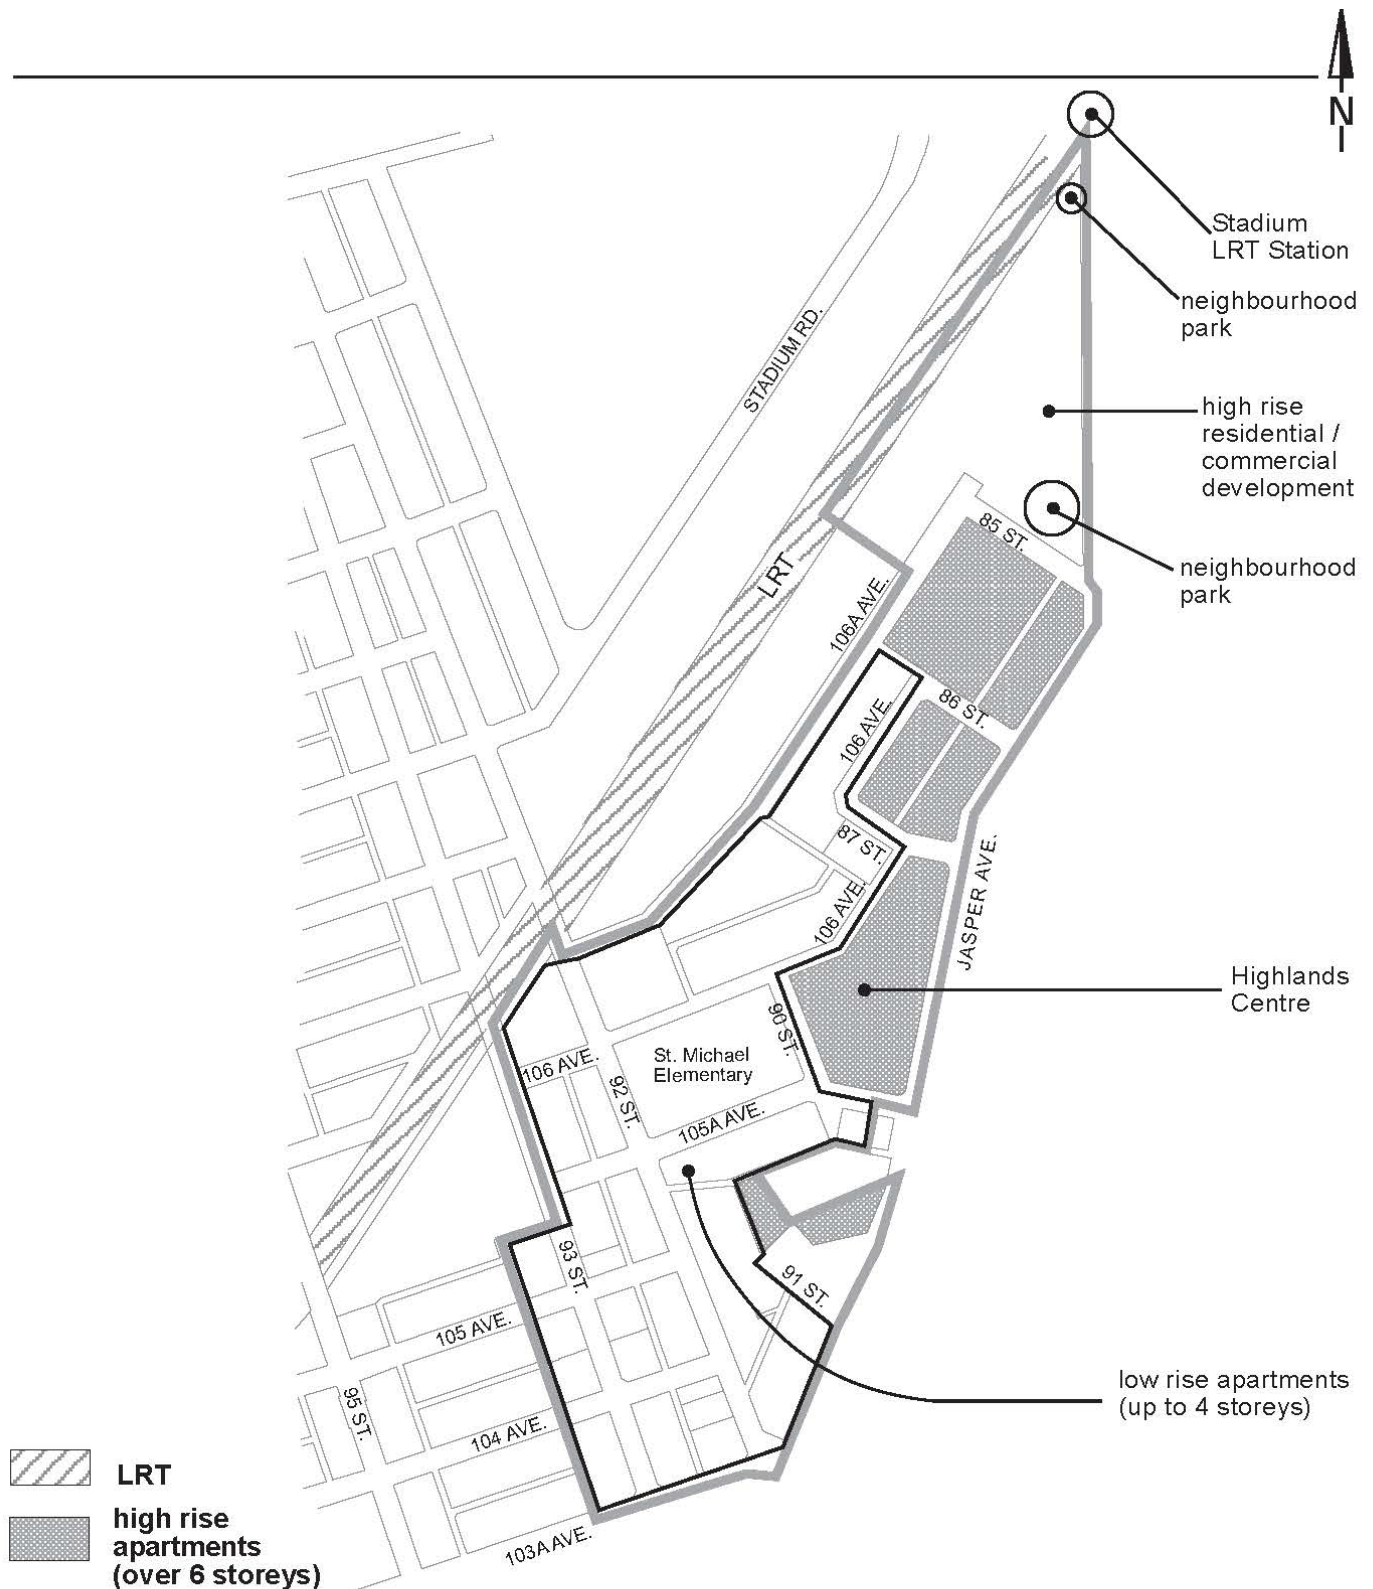 N
Stadium
LRT Station
neighbourhood
park
STADIUM RD.
high rise
residential /
commercial
development
85 ST.
neighbourhood
park
LRT
106A AVE.
86 ST.
106 AVE.
87 ST.
106 AVE.
JASPER AVE.
Highlands
Centre
90 ST.
St. Michael
Elementary
106 AVE.
92 ST.
105A AVE.
93 ST.
91 ST.
105 AVE.
low rise apartments
(up to 4 storeys)
95 ST.
104 AVE.
LRT
high rise
apartments
(over 6 storeys)
103A AVE.